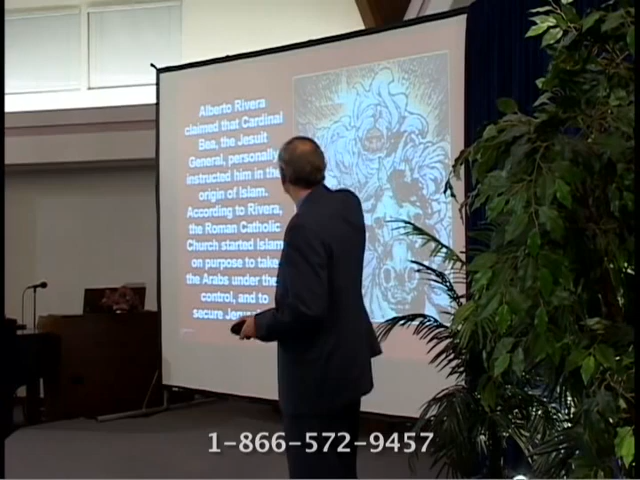 Alberto Rivera
claimed that Cardinal
Bea, the Jesuit
General, personally
instructed him in the
origin of Islam.
According to Rivera,
the Roman Catholic
Church started Islam
on purpose to take
the Arabs under the
control, and to
secure
1-866-572-9457